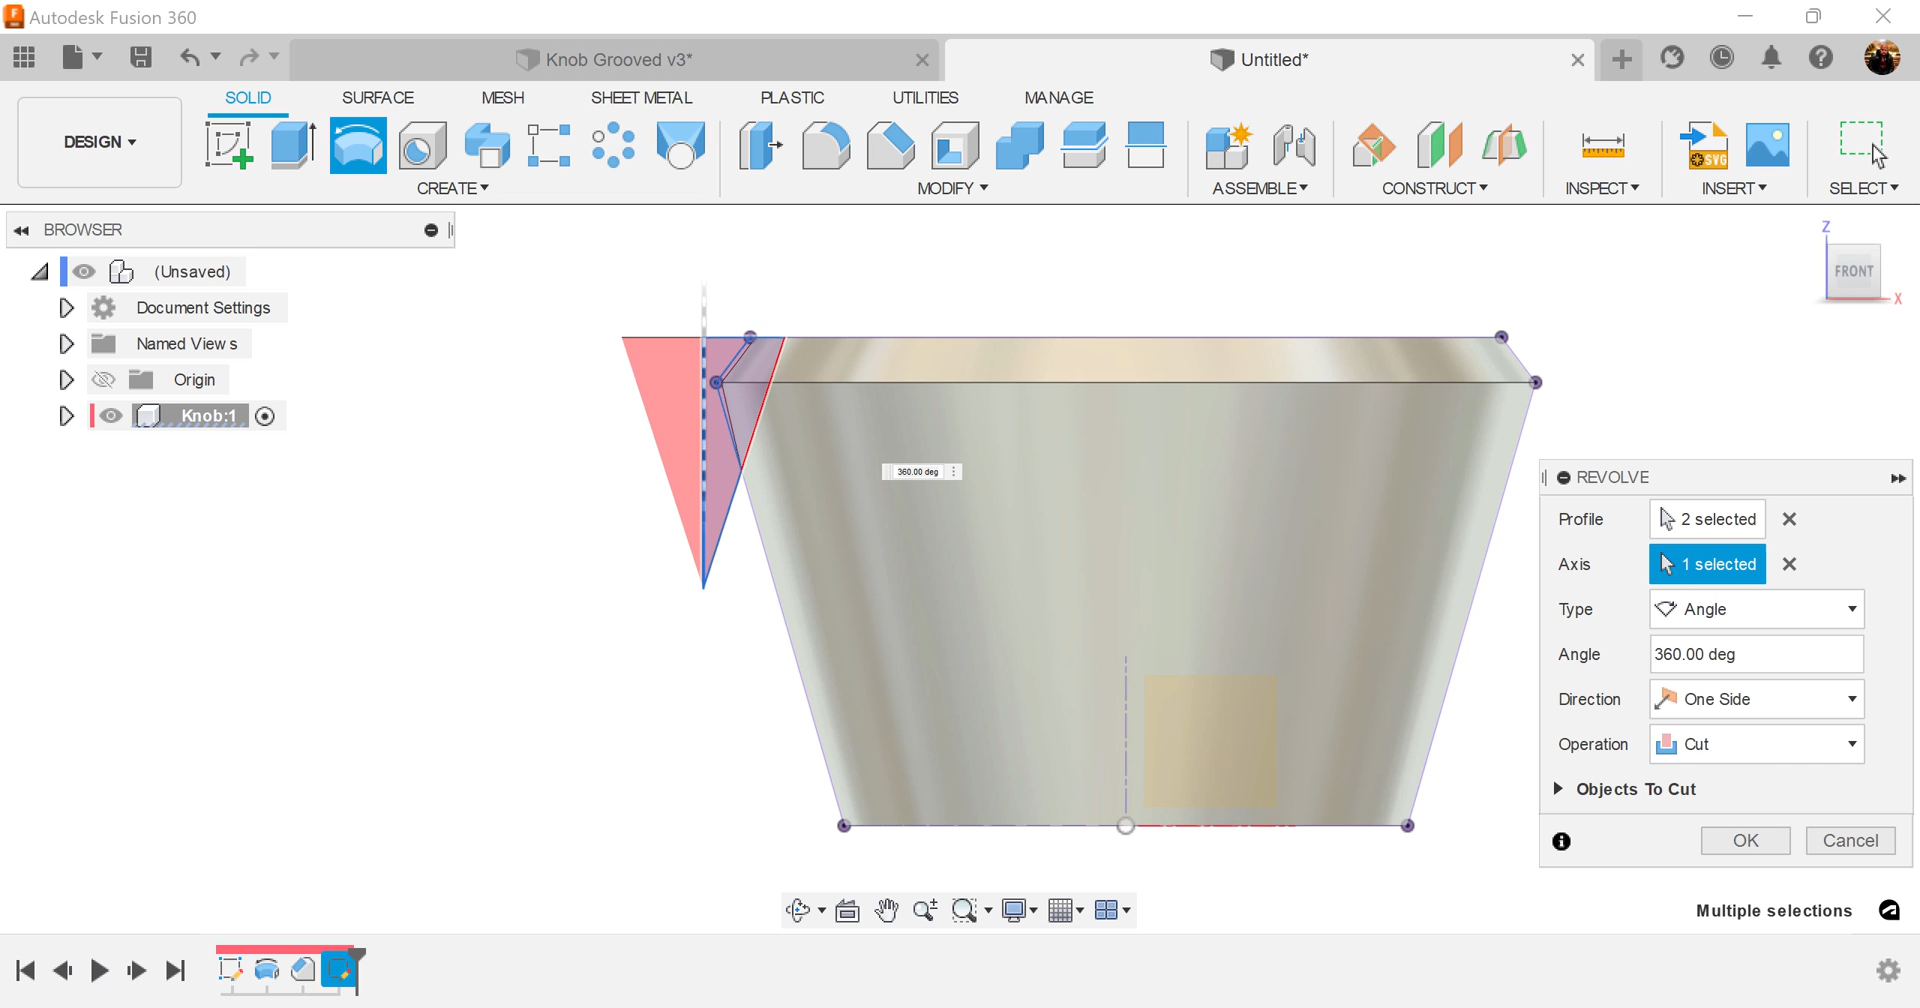 Autodesk Fusion 360
Knob Grooved v3*
Untitled*
SOLID
SURFACE
MESH
SHEET METAL
PLASTIC
UTILITIES
MANAGE
DESIGN
SVG
CREATE
MODIFY
ASSEMBLE
CONSTRUCT
INSPECT
INSERT
SELECT
BROWSER
(Unsaved)
Document Settings
Named Views
Origin
Knob:1
Z
FRONT
X
360.00 deg
REVOLVE
Profile
2 selected
Axis
1 selected
Type
Angle
Angle
360.00 deg
Direction
One Side
Operation
Cut
Objects To Cut
OK
Cancel
Multiple selections